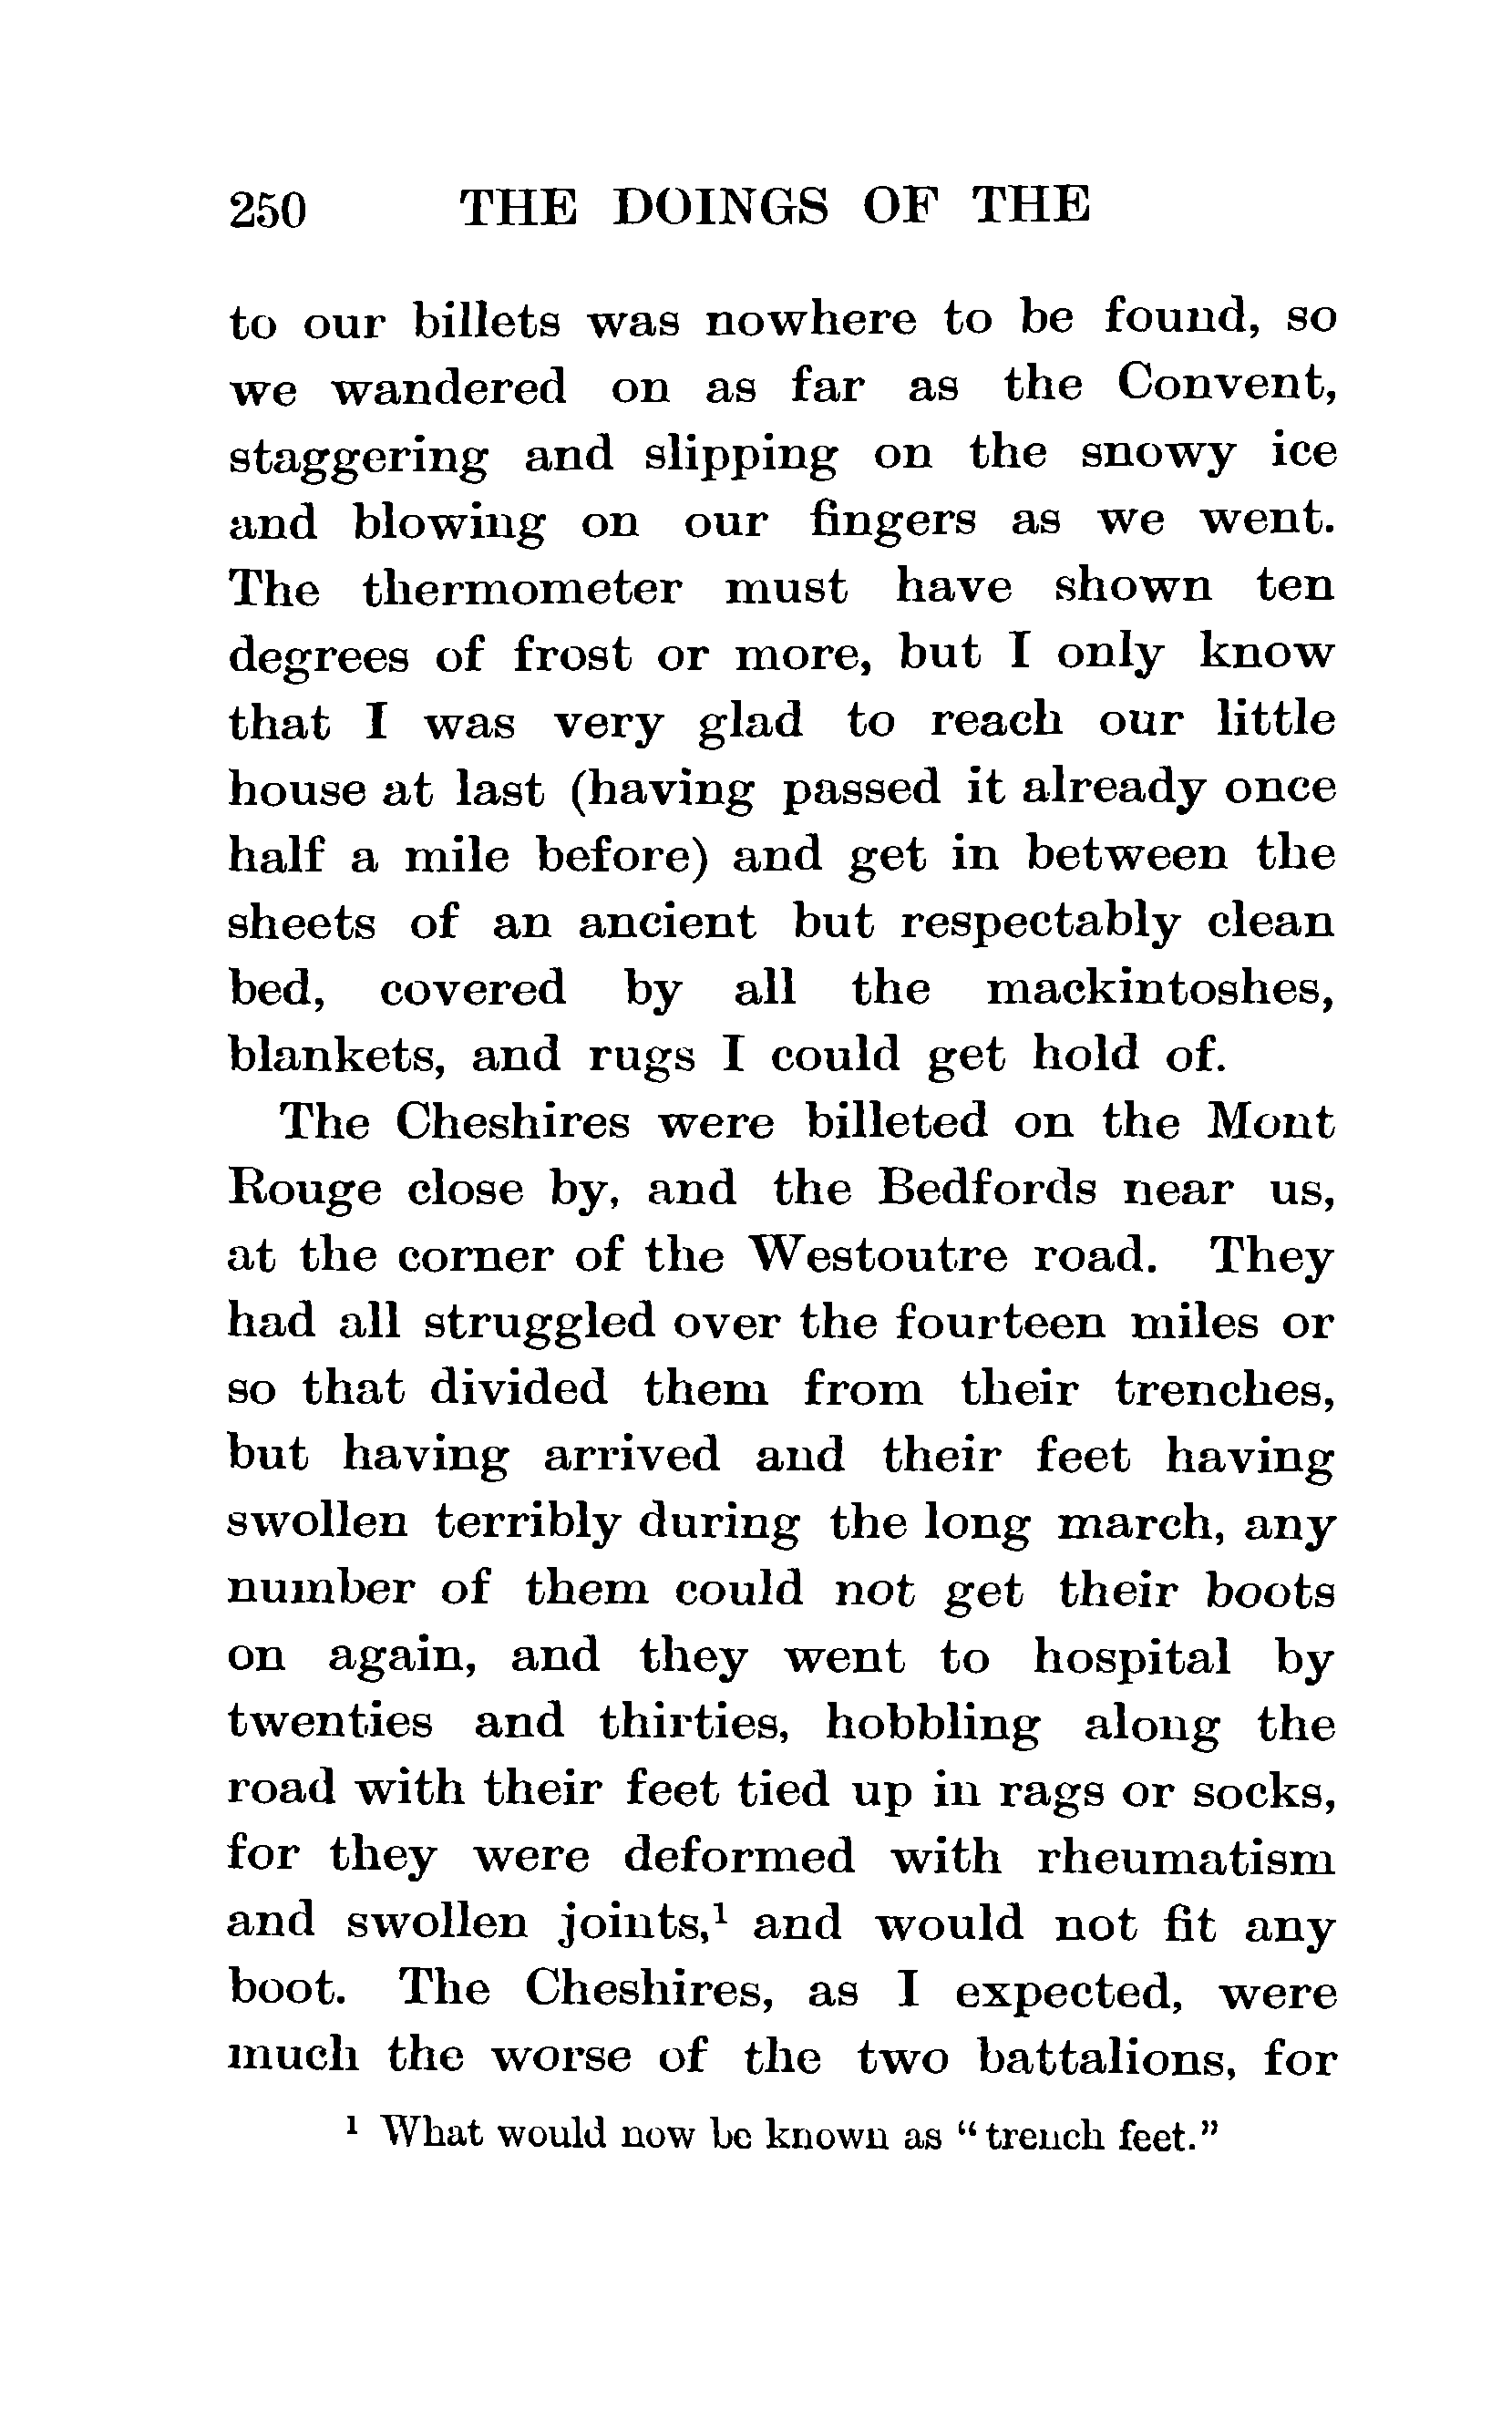 250 THE DOINGS OF THE
to our billets was nowhere to be found, so
we wandered on as far as the Convent,
staggering and slipping on the snowy ice
and blowing on our fingers as we went.
The thermometer must have shown ten
degrees of frost or more, but I only know
that I was very glad to reach our little
house at last (having passed it already once
half a mile before) and get in between the
sheets of an ancient but respectably clean
bed, covered by all the mackintoshes,
blankets, and rugs I could get hold of.
The Cheshires were billeted on the Mont
Rouge close by, and the Bedfords near us,
at the corner of the Westoutre road. They
had all struggled over the fourteen miles or
so that divided them from their trenches,
but having arrived and their feet having
swollen terribly during the long march, any
number of them could not get their boots
on again, and they went to hospital by
twenties and thirties, hobbling along the
road with their feet tied up in rags or socks,
for they were deformed with rheumatism
and swollen joints,¹ and would not fit any
boot. The Cheshires, as I expected, were
much the worse of the two battalions, for
¹ What would now be known as “trench feet.”